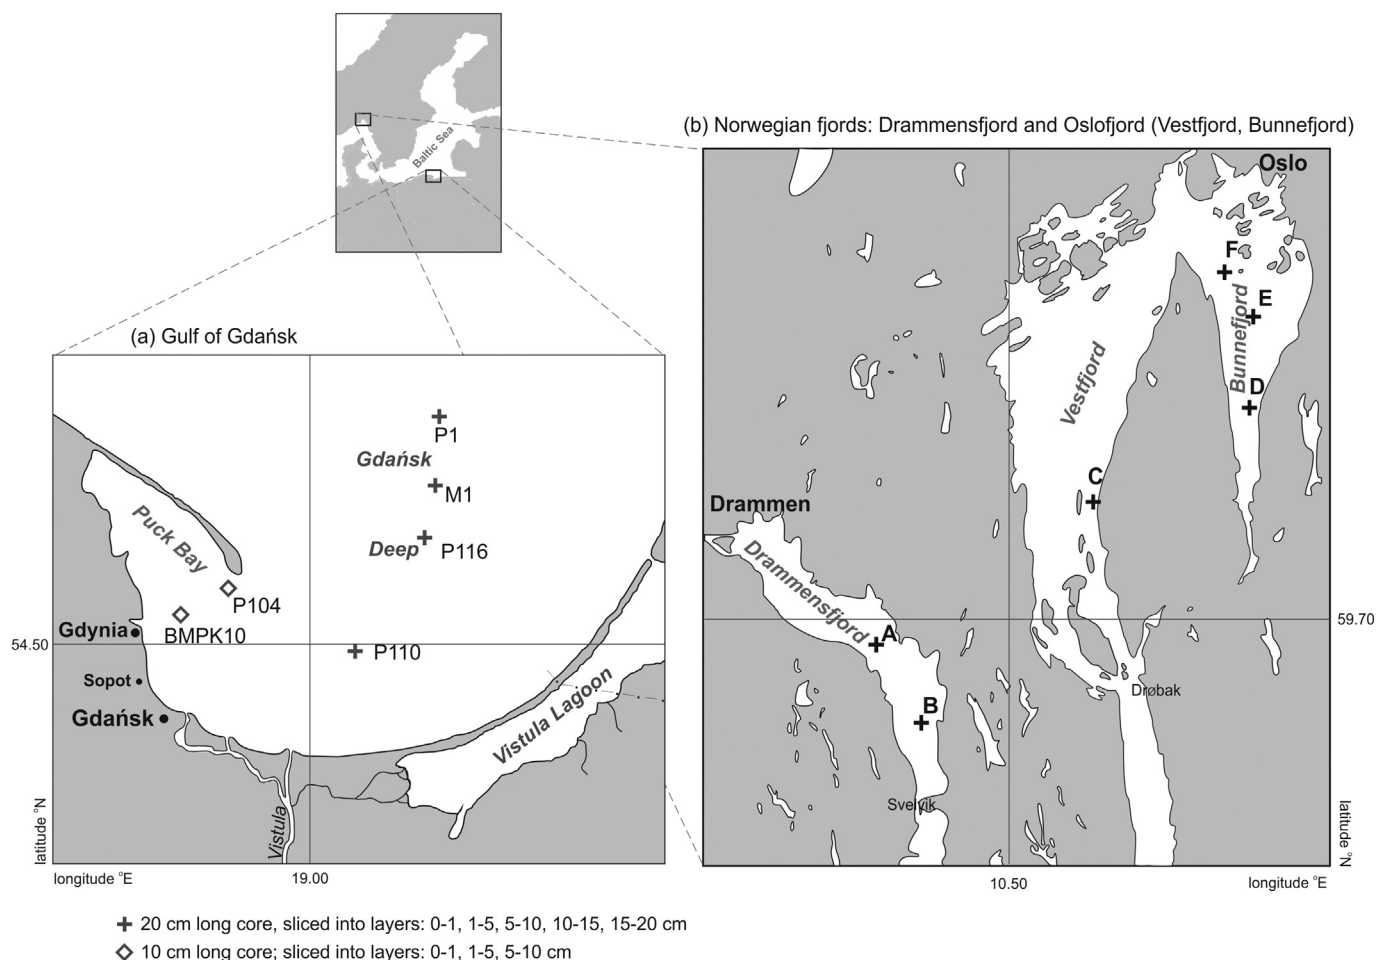 Baltic Sea
(b) Norwegian fjords: Drammensfjord and Oslofjord (Vestfjord, Bunnefjord)
Oslo
F
E
Bunnefjord
D
Vestfjord
C
Drammen
Drammensfjord
59.70
A
Drøbak
B
Svelvik
latitude °N
10.50
longitude °E
(a) Gulf of Gdańsk
P1
Gdańsk
M1
Deep
P116
Puck Bay
P104
BMPK10
Gdynia
54.50
P110
Sopot
Gdańsk
Vistula Lagoon
Vistula
latitude °N
longitude °E
19.00
20 cm long core, sliced into layers: 0-1, 1-5, 5-10, 10-15, 15-20 cm
10 cm long core; sliced into layers: 0-1, 1-5, 5-10 cm